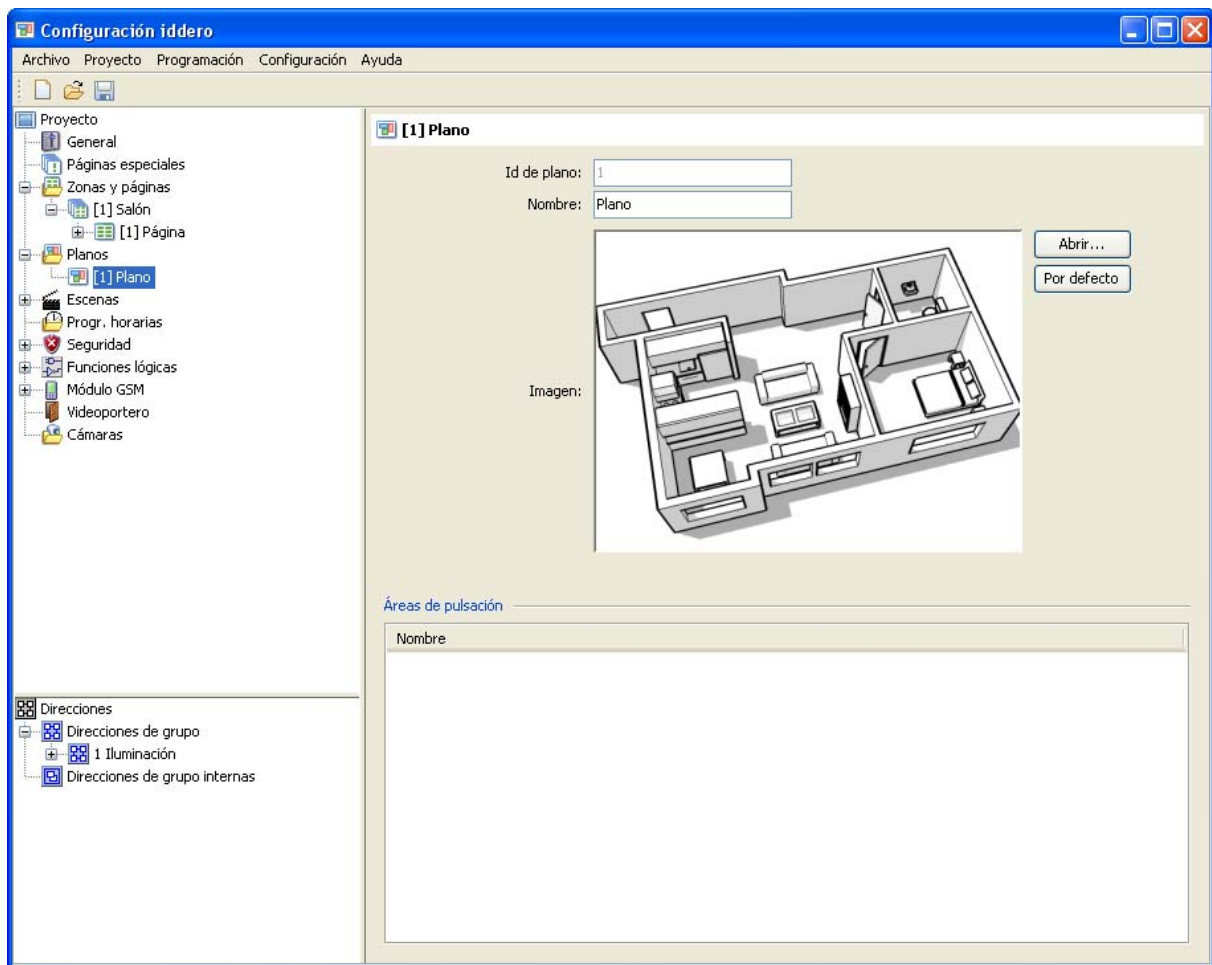 Configuración iddero
Archivo Proyecto Programación Configuración Ayuda
Proyecto
General
Páginas especiales
Zonas y páginas
[1] Salón
[1] Página
Planos
[1] Plano
Escenas
Progr. horarias
Seguridad
Funciones lógicas
Módulo GSM
Videoportero
Cámaras
Direcciones
Direcciones de grupo
1 Iluminación
Direcciones de grupo internas
[1] Plano
Id de plano: 1
Nombre: Plano
Imagen:
Abrir...
Por defecto
Áreas de pulsación
Nombre